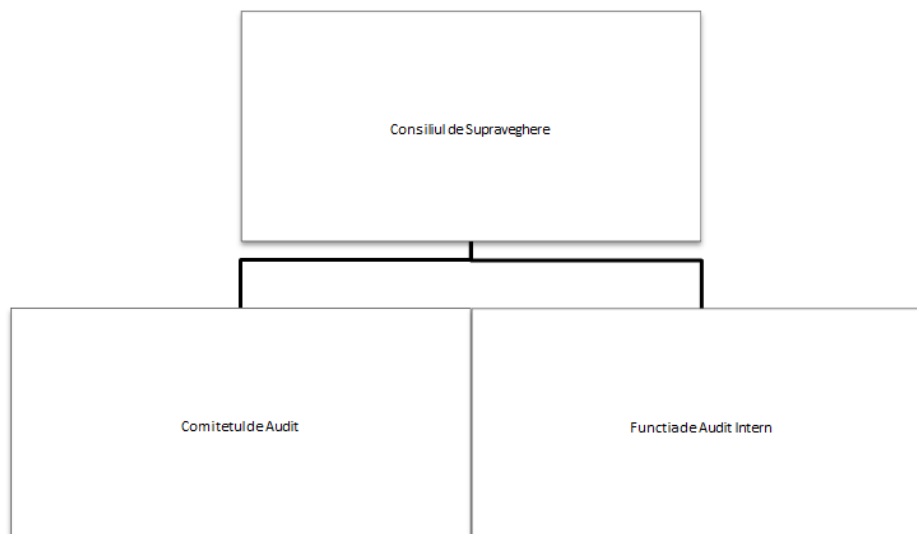 Consiliul de Supraveghere
Comitetul de Audit
Functia de Audit Intern